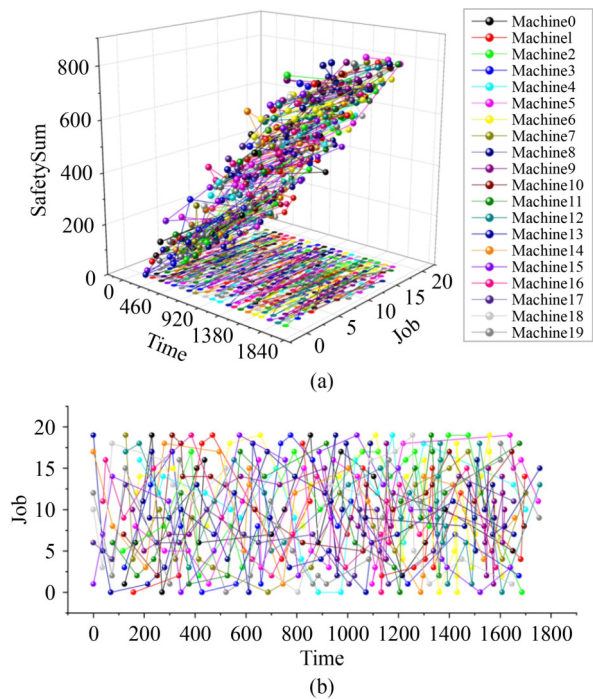 800
600
400
200
0
SafetySum
0
460
920
1380
1840
Time
0
5
10
15
20
Job
Machine0
Machine1
Machine2
Machine3
Machine4
Machine5
Machine6
Machine7
Machine8
Machine9
Machine10
Machine11
Machine12
Machine13
Machine14
Machine15
Machine16
Machine17
Machine18
Machine19
(a)
20
15
10
5
0
Job
0 200 400 600 800 1000 1200 1400 1600 1800
Time
(b)